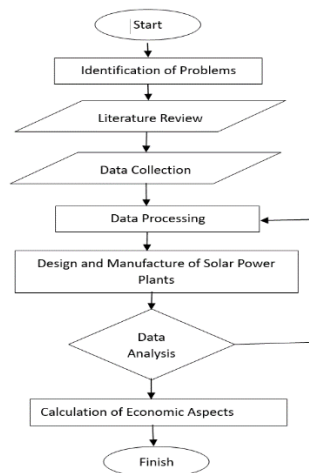 Start
Identification of Problems
Literature Review
Data Collection
Data Processing
Design and Manufacture of Solar Power
Plants
Data
Analysis
Calculation of Economic Aspects
Finish